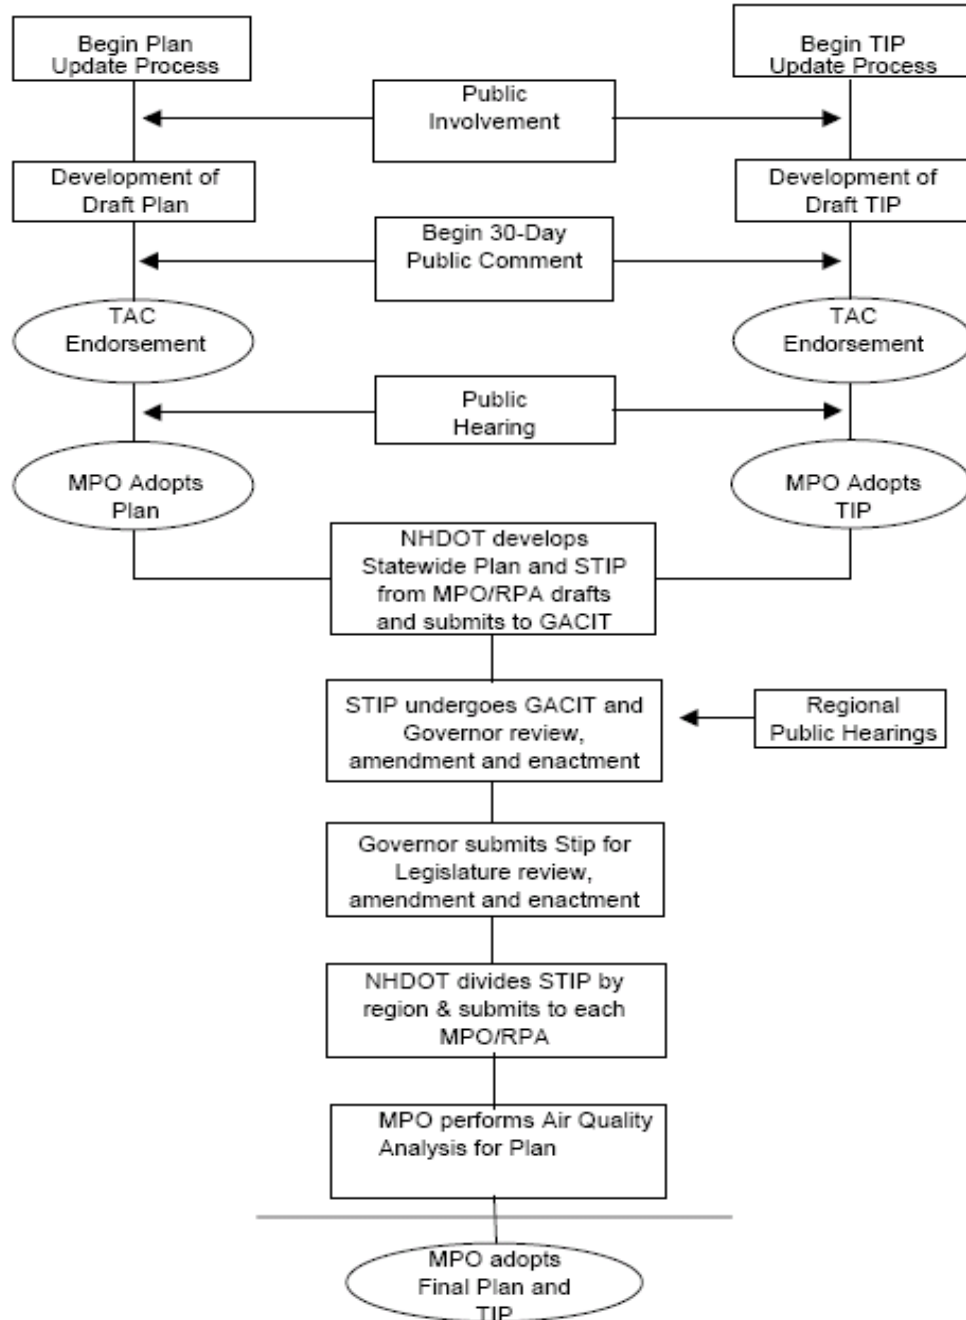 Begin Plan
Update Process
Begin TIP
Update Process
Public
Involvement
Development of
Draft Plan
Development of
Draft TIP
Begin 30-Day
Public Comment
TAC
Endorsement
TAC
Endorsement
Public
Hearing
MPO Adopts
Plan
MPO Adopts
TIP
NHDOT develops
Statewide Plan and STIP
from MPO/RPA drafts
and submits to GACIT
STIP undergoes GACIT and
Governor review,
amendment and enactment
Regional
Public Hearings
Governor submits Stip for
Legislature review,
amendment and enactment
NHDOT divides STIP by
region & submits to each
MPO/RPA
MPO performs Air Quality
Analysis for Plan
MPO adopts
Final Plan and
TIP